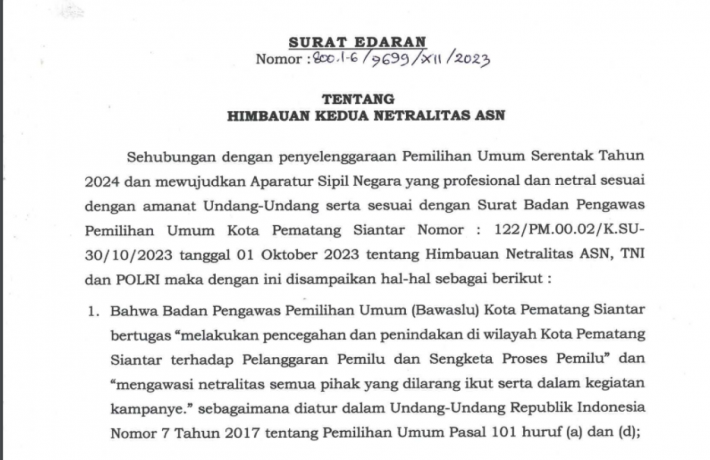 SURAT EDARAN
Nomor : 800.1.6/9699/XII/2023
TENTANG
HIMBAUAN KEDUA NETRALITAS ASN
Sehubungan dengan penyelenggaraan Pemilihan Umum Serentak Tahun
2024 dan mewujudkan Aparatur Sipil Negara yang profesional dan netral sesuai
dengan amanat Undang-Undang serta sesuai dengan Surat Badan Pengawas
Pemilihan Umum Kota Pematang Siantar Nomor : 122/PM.00.02/K.SU-
30/10/2023 tanggal 01 Oktober 2023 tentang Himbauan Netralitas ASN, TNI
dan POLRI maka dengan ini disampaikan hal-hal sebagai berikut :
1. Bahwa Badan Pengawas Pemilihan Umum (Bawaslu) Kota Pematang Siantar
bertugas “melakukan pencegahan dan penindakan di wilayah Kota Pematang
Siantar terhadap Pelanggaran Pemilu dan Sengketa Proses Pemilu” dan
“mengawasi netralitas semua pihak yang dilarang ikut serta dalam kegiatan
kampanye.” sebagaimana diatur dalam Undang-Undang Republik Indonesia
Nomor 7 Tahun 2017 tentang Pemilihan Umum Pasal 101 huruf (a) dan (d);